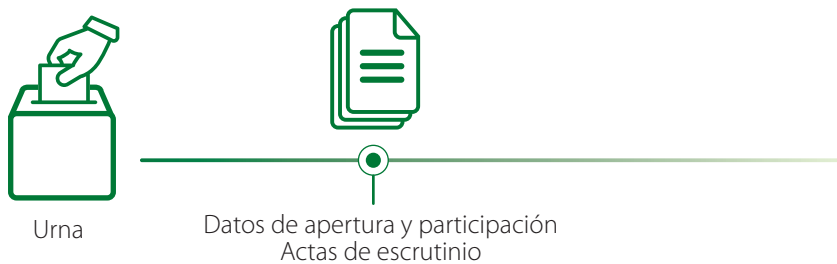 Urna
Datos de apertura y participación
Actas de escrutinio